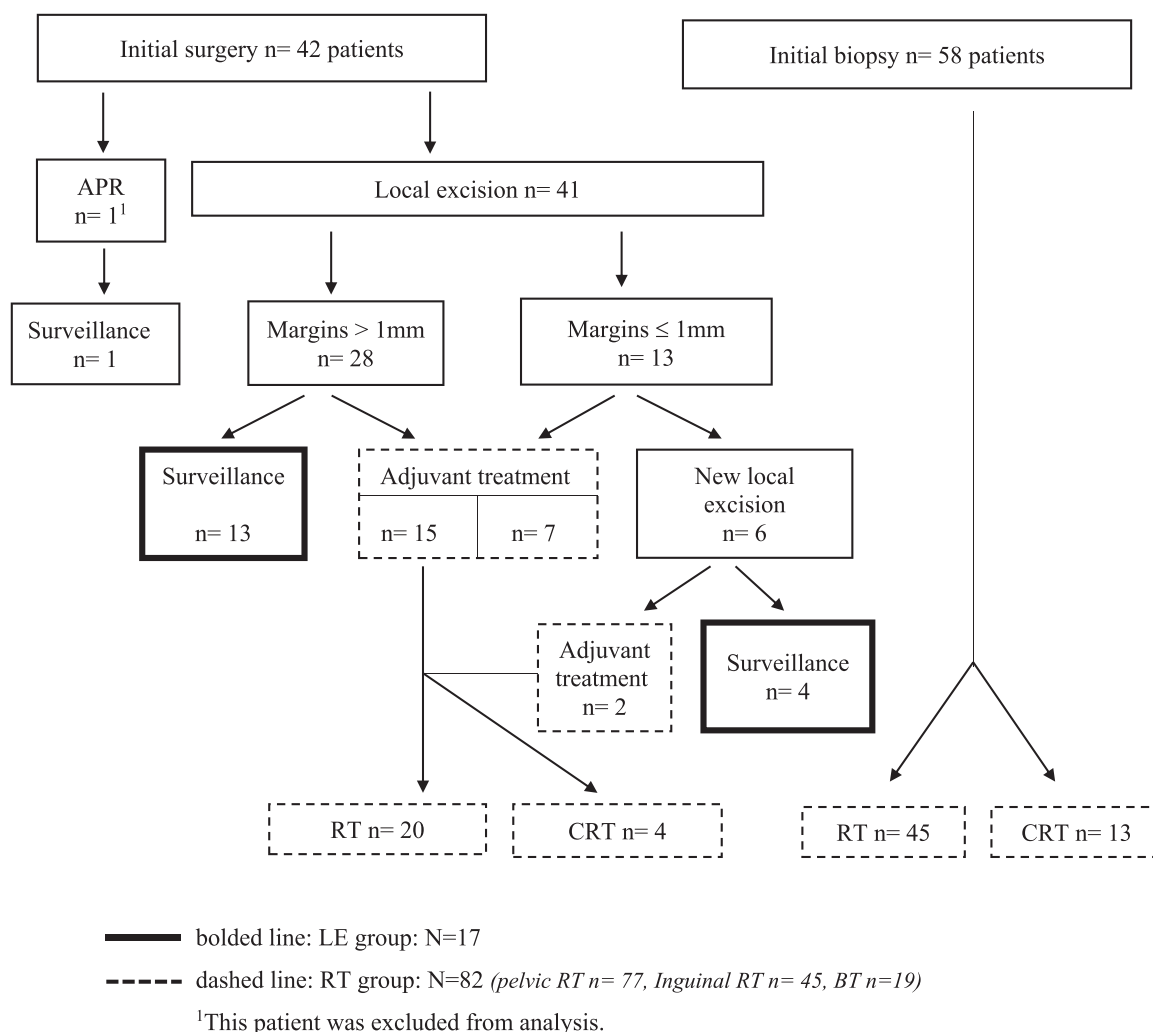 Initial surgery n= 42 patients
Initial biopsy n= 58 patients
APR
n= 1¹
Local excision n= 41
Surveillance
n= 1
Margins > 1mm
n= 28
Margins ≤ 1mm
n= 13
Surveillance
n= 13
Adjuvant treatment
n= 15
n= 7
New local
excision
n= 6
Adjuvant
treatment
n= 2
Surveillance
n= 4
RT n= 20
CRT n= 4
RT n= 45
CRT n= 13
bolded line: LE group: N=17
dashed line: RT group: N=82 (pelvic RT n= 77, Inguinal RT n= 45, BT n=19)
¹This patient was excluded from analysis.